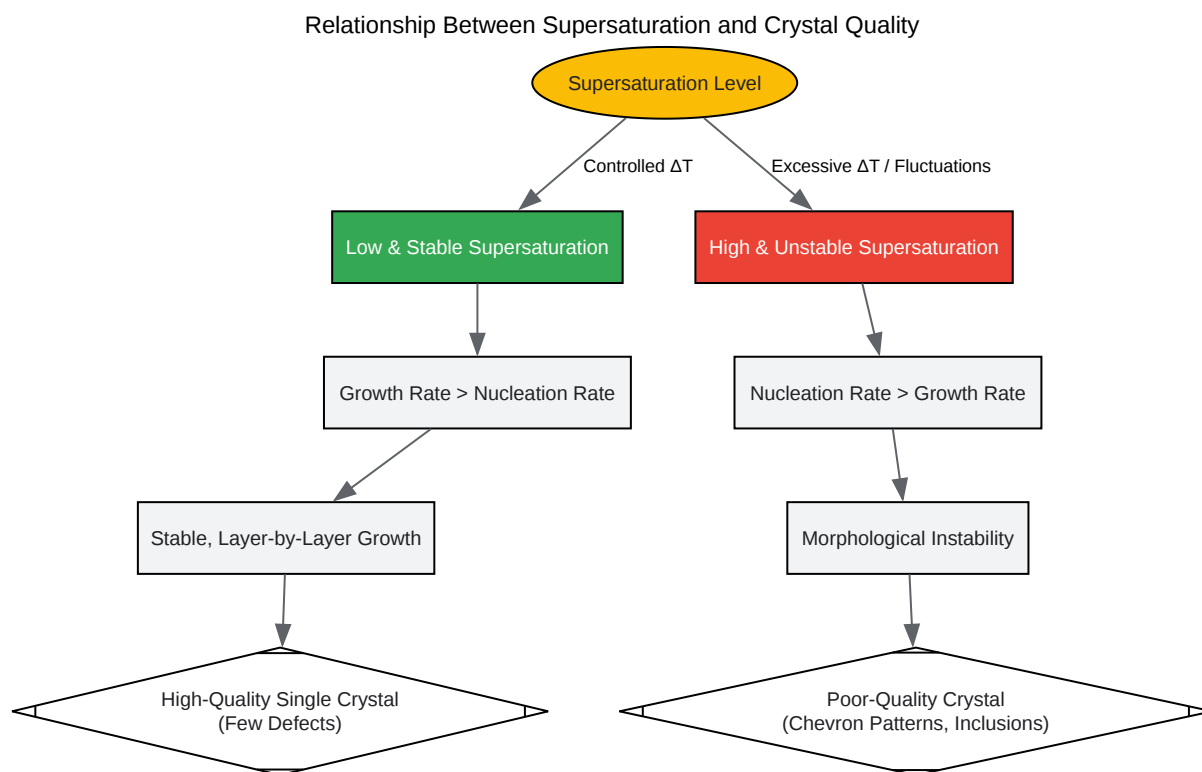 Relationship Between Supersaturation and Crystal Quality
Supersaturation Level
Controlled ΔT
Excessive ΔT / Fluctuations
Low & Stable Supersaturation
High & Unstable Supersaturation
Growth Rate > Nucleation Rate
Nucleation Rate > Growth Rate
Stable, Layer-by-Layer Growth
Morphological Instability
High-Quality Single Crystal
(Few Defects)
Poor-Quality Crystal
(Chevron Patterns, Inclusions)